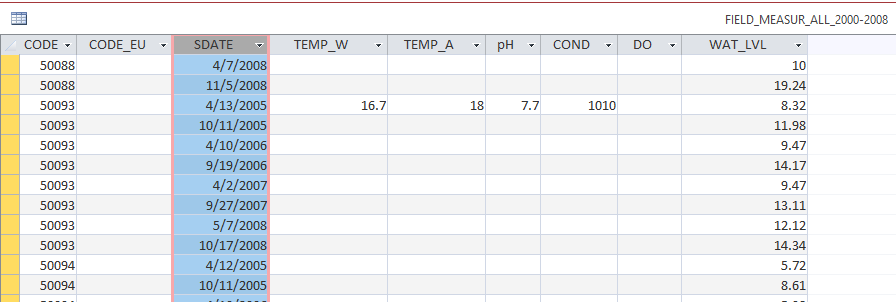 FIELD_MEASUR_ALL_2000-2008
CODE CODE_EU SDATE TEMP_W TEMP_A pH COND DO WAT_LVL
50088 4/7/2008 10
50088 11/5/2008 19.24
50093 4/13/2005 16.7 18 7.7 1010 8.32
50093 10/11/2005 11.98
50093 4/10/2006 9.47
50093 9/19/2006 14.17
50093 4/2/2007 9.47
50093 9/27/2007 13.11
50093 5/7/2008 12.12
50093 10/17/2008 14.34
50094 4/12/2005 5.72
50094 10/11/2005 8.61